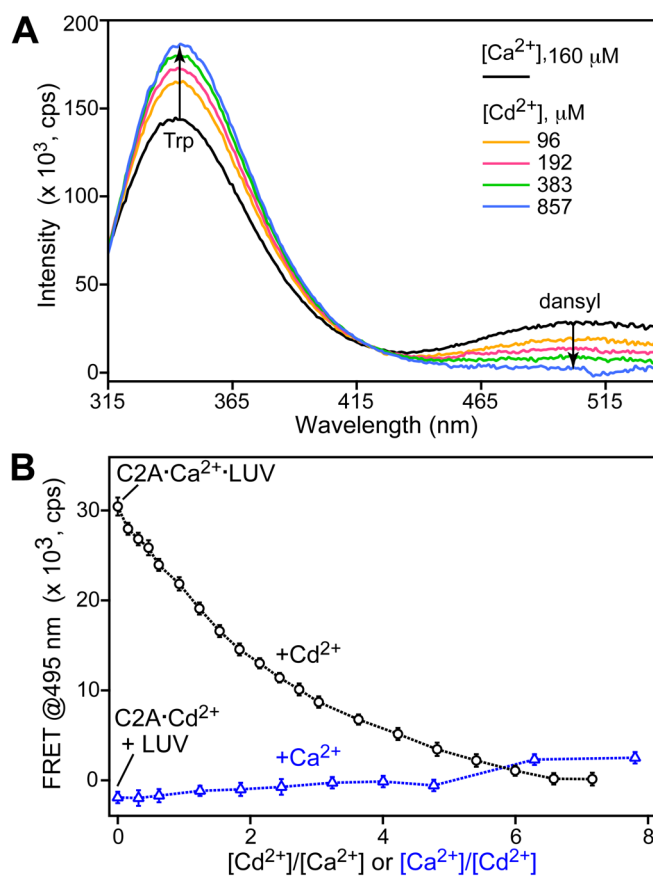 A
200
150
100
50
0
Intensity (x 10³, cps)
315
365
415
465
515
Wavelength (nm)
Trp
dansyl
[Ca²⁺],160 μM
[Cd²⁺], μM
96
192
383
857
B
C2A·Ca²⁺·LUV
30
20
10
0
FRET @495 nm (x 10³, cps)
+Cd²⁺
C2A·Cd²⁺
+ LUV
+Ca²⁺
0
2
4
6
8
[Cd²⁺]/[Ca²⁺] or [Ca²⁺]/[Cd²⁺]